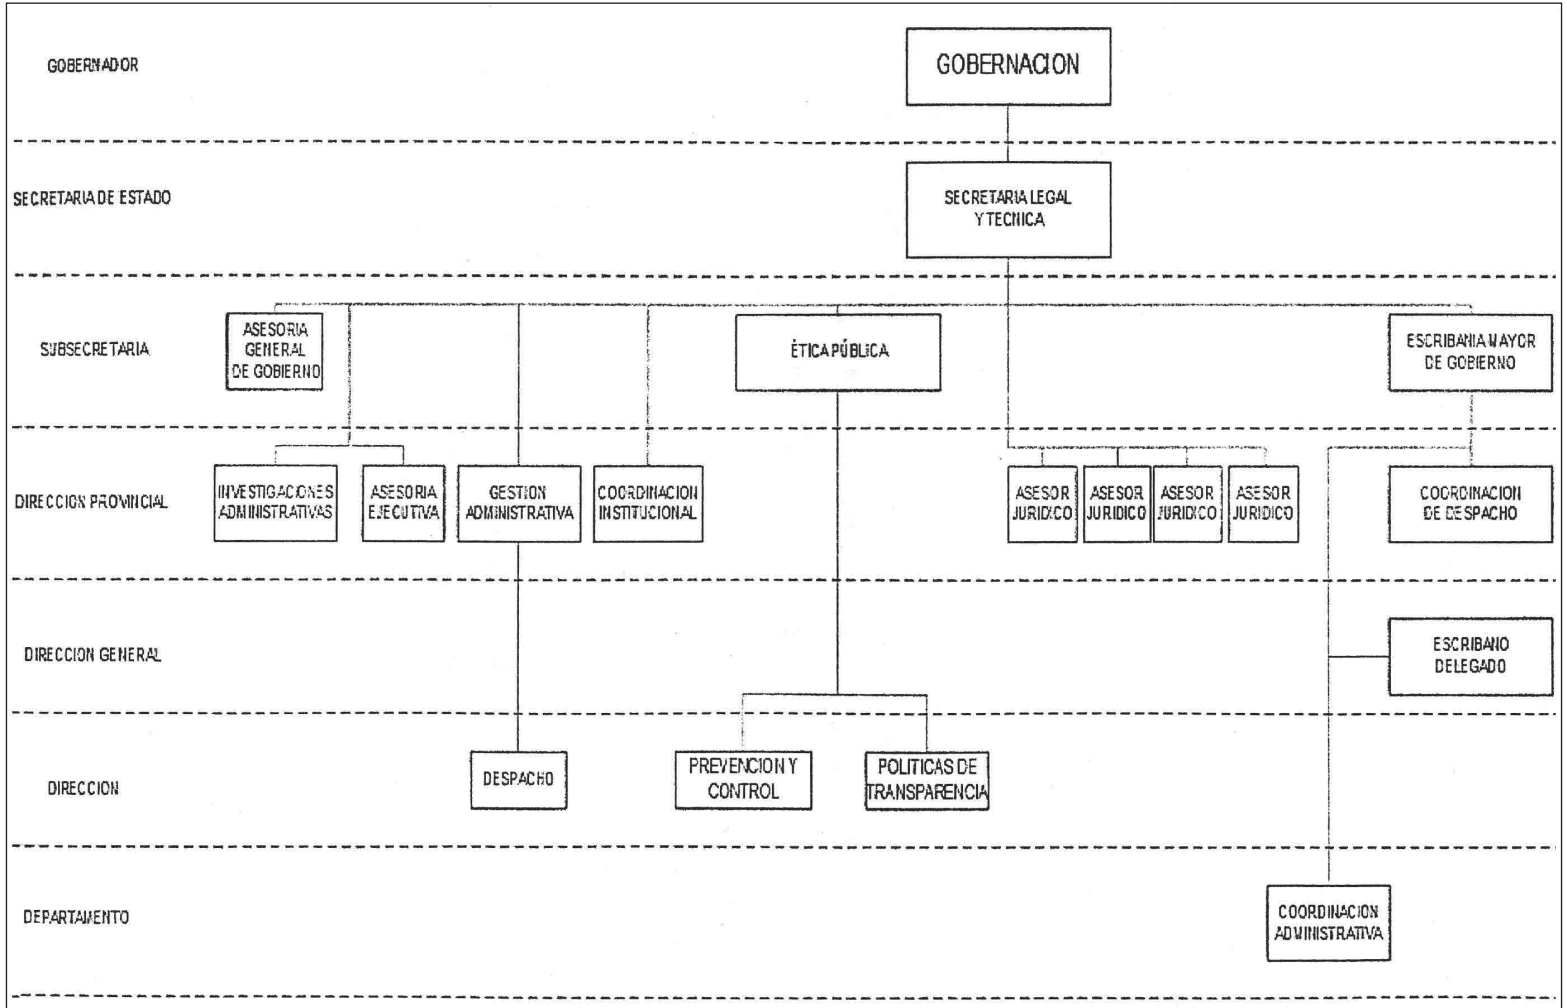 GOBERNADOR
GOBERNACION
SECRETARIA DE ESTADO
SECRETARIA LEGAL
Y TECNICA
SUBSECRETARIA
ASESORIA
GENERAL
DE GOBIERNO
ÉTICA PÚBLICA
ESCRIBANIA MAYOR
DE GOBIERNO
DIRECCION PROVINCIAL
INVESTIGACIONES
ADMINISTRATIVAS
ASESORIA
EJECUTIVA
GESTION
ADMINISTRATIVA
COORDINACION
INSTITUCIONAL
ASESOR
JURIDICO
ASESOR
JURIDICO
ASESOR
JURIDICO
ASESOR
JURIDICO
COORDINACION
DE DESPACHO
DIRECCION GENERAL
ESCRIBANO
DELEGADO
DIRECCION
DESPACHO
PREVENCION Y
CONTROL
POLITICAS DE
TRANSPARENCIA
DEPARTAMENTO
COORDINACION
ADMINISTRATIVA